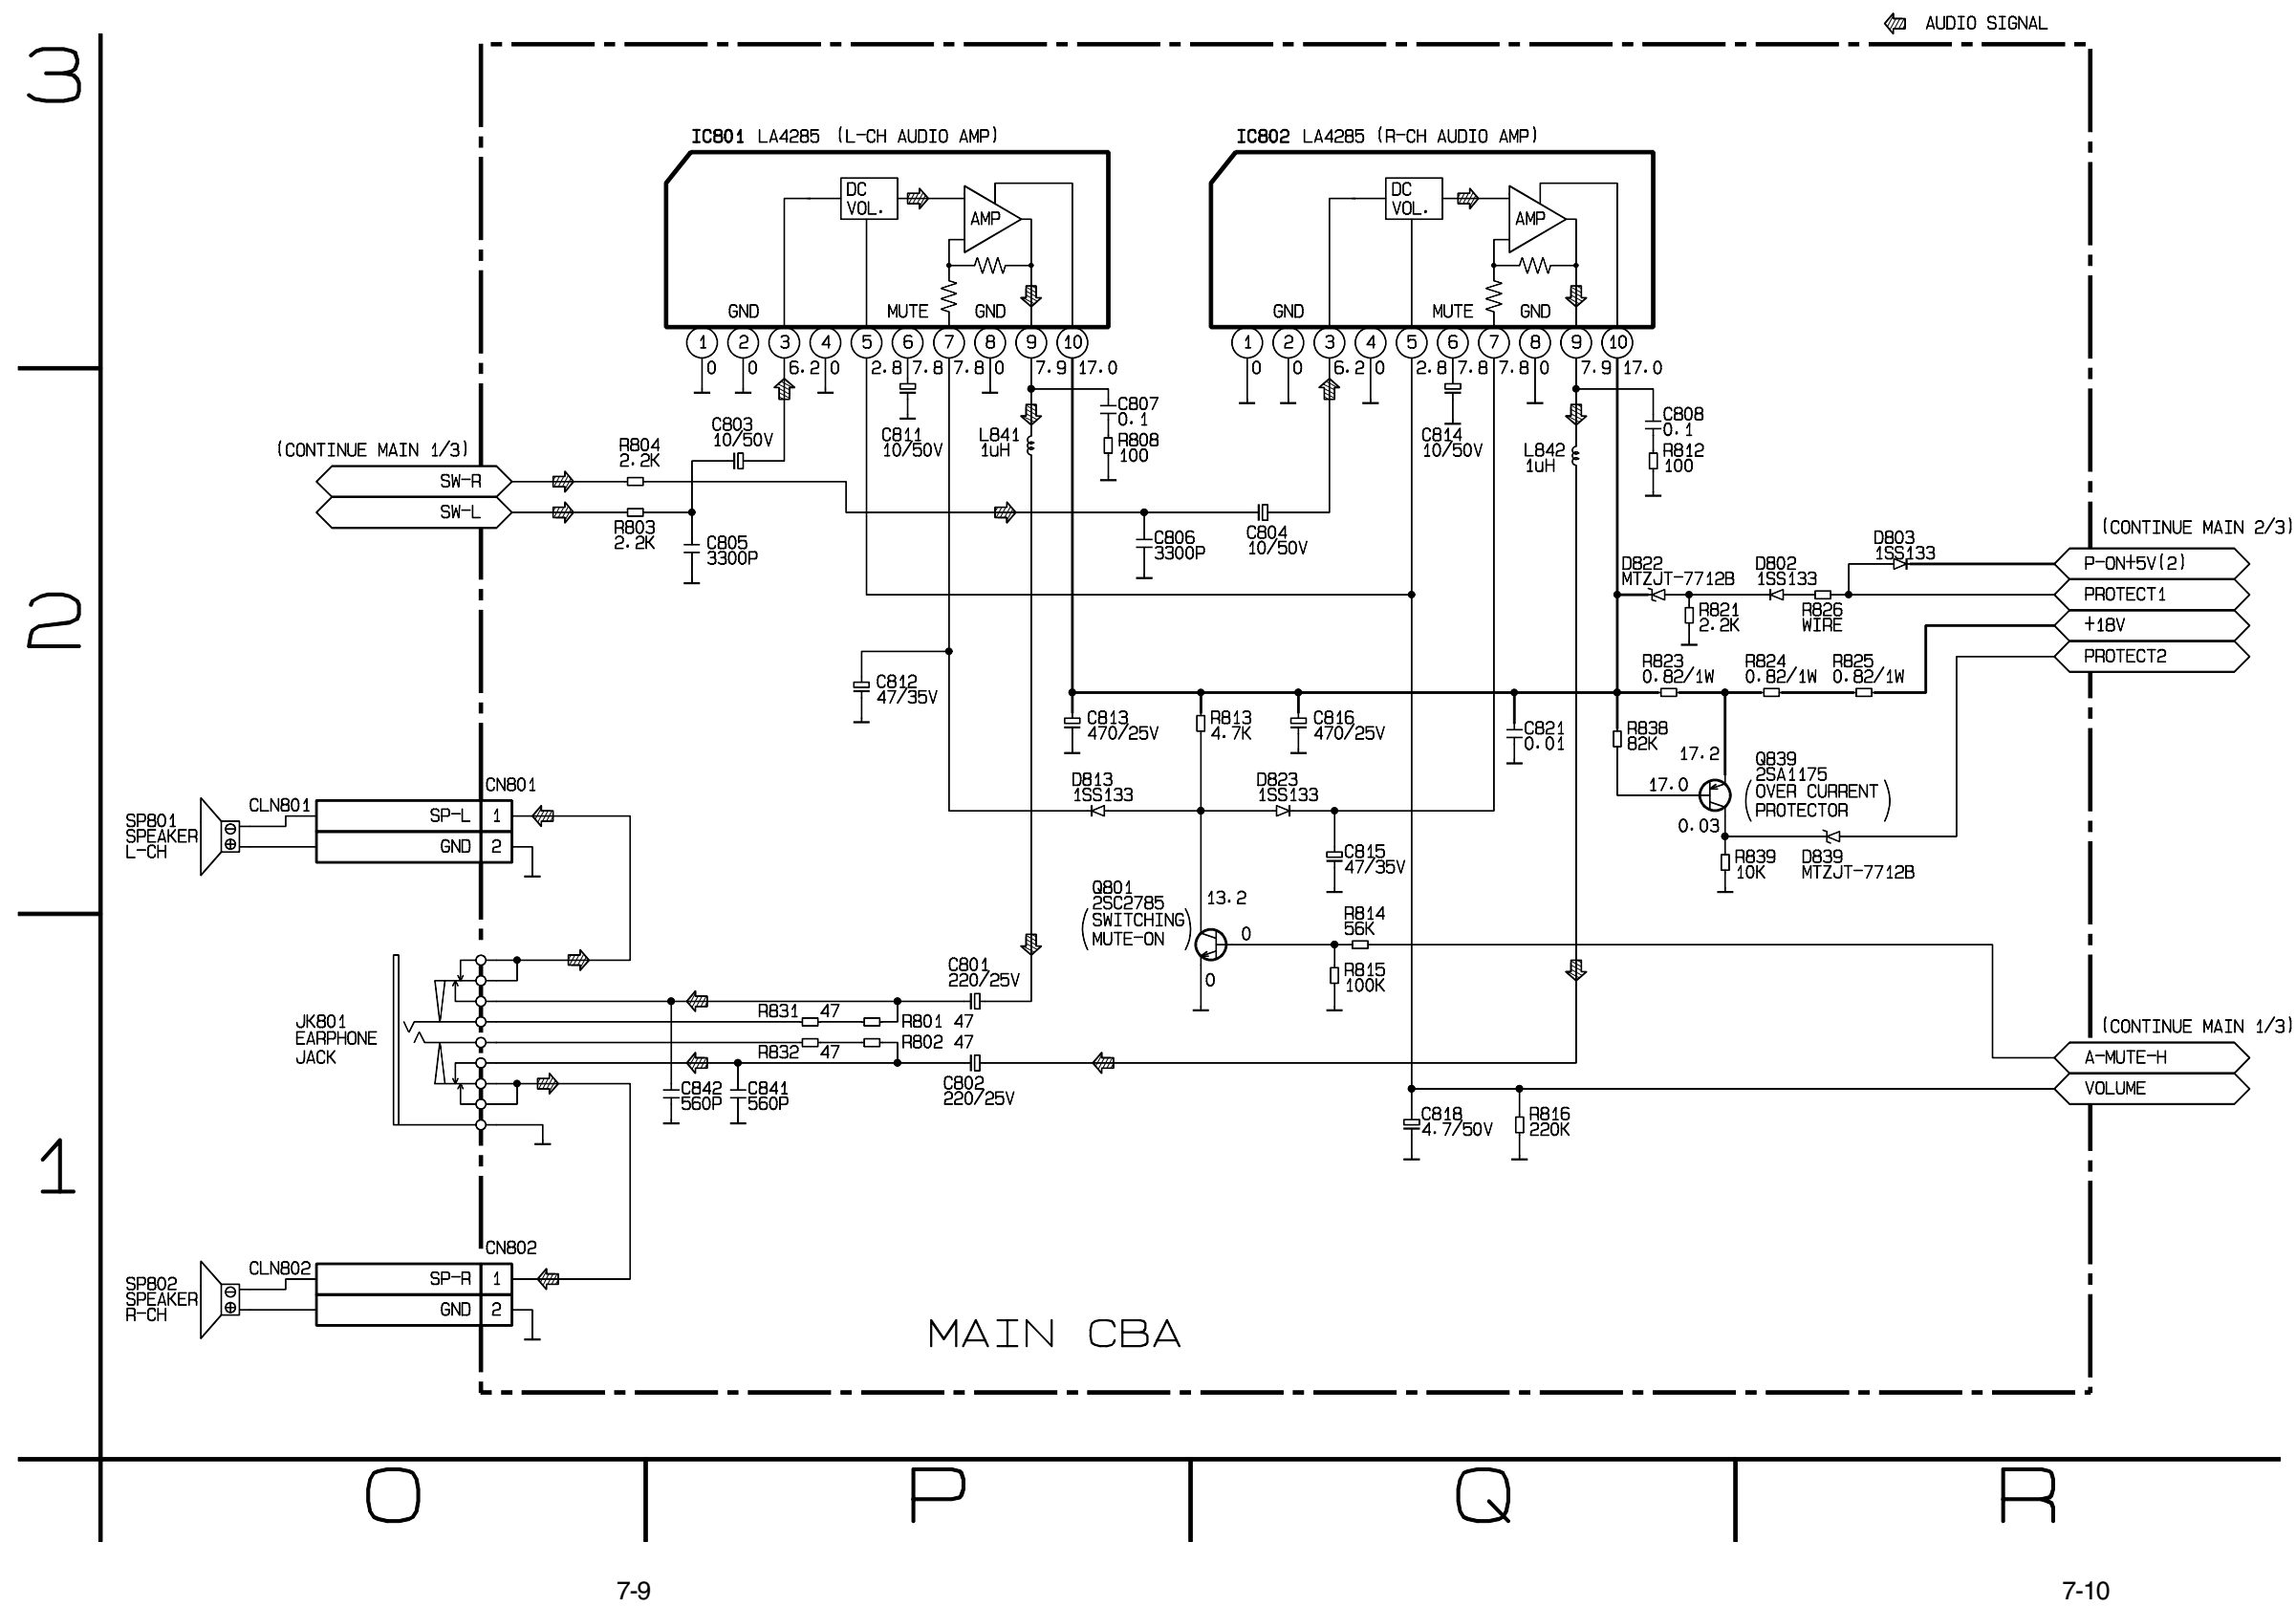 AUDIO SIGNAL
3
IC801 LA4285 (L-CH AUDIO AMP)
IC802 LA4285 (R-CH AUDIO AMP)
DC
VOL.
AMP
GND
MUTE
GND
DC
VOL.
AMP
GND
MUTE
GND
1 2 3 4 5 6 7 8 9 10
0 0 6.2 0 2.8 7.8 7.8 0 7.9 17.0
1 2 3 4 5 6 7 8 9 10
0 0 6.2 0 2.8 7.8 7.8 0 7.9 17.0
(CONTINUE MAIN 1/3)
SW-R
SW-L
R804
2.2K
R803
2.2K
C803
10/50V
C805
3300P
C811
10/50V
L841
1uH
C807
0.1
R808
100
C806
3300P
C804
10/50V
C814
10/50V
L842
1uH
C808
0.1
R812
100
2
(CONTINUE MAIN 2/3)
P-ON+5V(2)
PROTECT1
+18V
PROTECT2
D803
1SS133
D822
MTZJT-7712B
D802
1SS133
R821
2.2K
R826
WIRE
R823
0.82/1W
R824
0.82/1W
R825
0.82/1W
C812
47/35V
C813
470/25V
R813
4.7K
C816
470/25V
C821
0.01
R838
82K
17.2
17.0
0.03
Q839
2SA1175
(OVER CURRENT
PROTECTOR)
R839
10K
D839
MTZJT-7712B
D813
1SS133
D823
1SS133
C815
47/35V
Q801
2SC2785
(SWITCHING
MUTE-ON)
13.2
0
0
R814
56K
R815
100K
SP801
SPEAKER
L-CH
CLN801
CN801
SP-L 1
GND 2
JK801
EARPHONE
JACK
C801
220/25V
R831 47
R801 47
R802 47
R832 47
C802
220/25V
C842
560P
C841
560P
(CONTINUE MAIN 1/3)
A-MUTE-H
VOLUME
C818
4.7/50V
R816
220K
1
SP802
SPEAKER
R-CH
CLN802
CN802
SP-R 1
GND 2
MAIN CBA
O P Q R
7-9
7-10